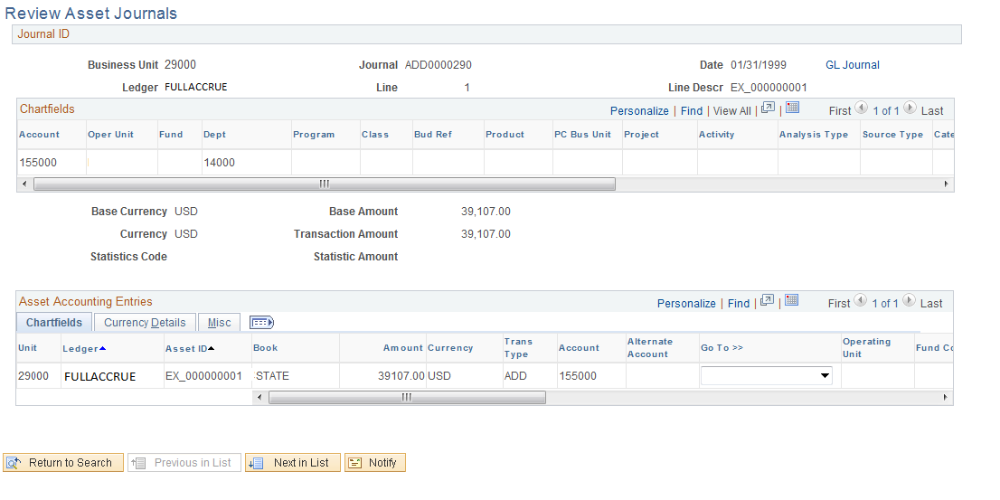 Review Asset Journals
Journal ID
Business Unit 29000 Journal ADD0000290 Date 01/31/1999 GL Journal
Ledger FULLACCRUE Line 1 Line Descr EX_000000001
Chartfields Personalize | Find | View All | | First 1 of 1 Last
Account Oper Unit Fund Dept Program Class Bud Ref Product PC Bus Unit Project Activity Analysis Type Source Type Cate
155000 14000
Base Currency USD Base Amount 39,107.00
Currency USD Transaction Amount 39,107.00
Statistics Code Statistic Amount
Asset Accounting Entries Personalize | Find | | First 1 of 1 Last
Chartfields Currency Details Misc
Unit Ledger Asset ID Book Amount Currency Trans Type Account Alternate Account Go To >> Operating Unit Fund Co
29000 FULLACCRUE EX_000000001 STATE 39107.00 USD ADD 155000
Return to Search Previous in List Next in List Notify